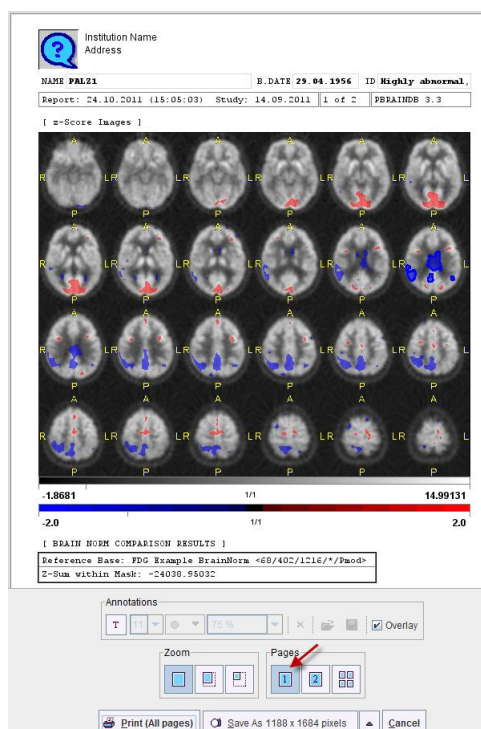 Institution Name
Address
NAME PALZ1 B.DATE 29.04.1956 ID Highly abnormal,
Report: 24.10.2011 (15:05:03) Study: 14.09.2011 1 of 2 PBRAINDB 3.3
[ z-Score Images ]
A A A A A A
R L R L R L R L R L R L
P P P P P P
A A A A A A
R L R L R L R L R L R L
P P P P P P
A A A A A A
R L R L R L R L R L R L
P P P P P P
A A A A A A
R L R L R L R L R L R L
P P P P P P
-1.8681 1/1 14.99131
-2.0 1/1 2.0
[ BRAIN NORM COMPARISON RESULTS ]
Reference Base: FDG Example BrainNorm <68/402/1216/*/Pmod>
Z-Sum within Mask: -24038.95032
Annotations
T 11 75 % Overlay
Zoom Pages
1 2
Print (All pages) Save As 1188 x 1684 pixels Cancel